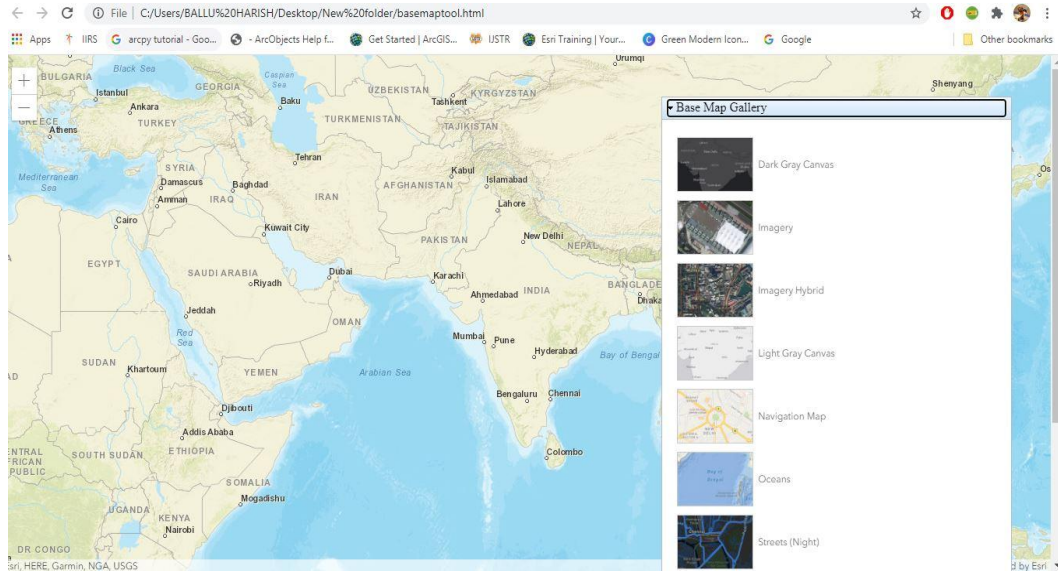 File | C:/Users/BALLU%20HARISH/Desktop/New%20folder/basemaptool.html
Apps IIRS arcpy tutorial - Goo... - ArcObjects Help f... Get Started | ArcGIS... USTR Esri Training | Your... Green Modern Icon... Google Other bookmarks
Urumqi
Black Sea
BULGARIA
GEORGIA
Caspian
Sea
UZBEKISTAN
KYRGYZSTAN
Shenyang
Istanbul
Baku
Tashkent
Ankara
TURKEY
TURKMENISTAN
TAJIKISTAN
Base Map Gallery
GREECE
Athens
Tehran
SYRIA
Mediterranean
Sea
Damascus
Baghdad
Amman
IRAQ
IRAN
AFGHANISTAN
Kabul
Islamabad
Lahore
Dark Gray Canvas
Cairo
Kuwait City
PAKISTAN
New Delhi
NEPAL
Imagery
EGYPT
SAUDI ARABIA
Riyadh
Dubai
Karachi
Ahmedabad
INDIA
BANGLADE
Dhaka
Imagery Hybrid
Jeddah
Red
Sea
OMAN
Mumbai
Pune
Hyderabad
Bay of Bengal
Light Gray Canvas
SUDAN
Khartoum
YEMEN
Arabian Sea
Bengaluru
Chennai
Navigation Map
Djibouti
Addis Ababa
ETHIOPIA
SOUTH SUDAN
NTRAL
FRICAN
PUBLIC
Colombo
Oceans
SOMALIA
Mogadishu
UGANDA
KENYA
Nairobi
Streets (Night)
DR CONGO
Esri, HERE, Garmin, NGA, USGS
d by Esri